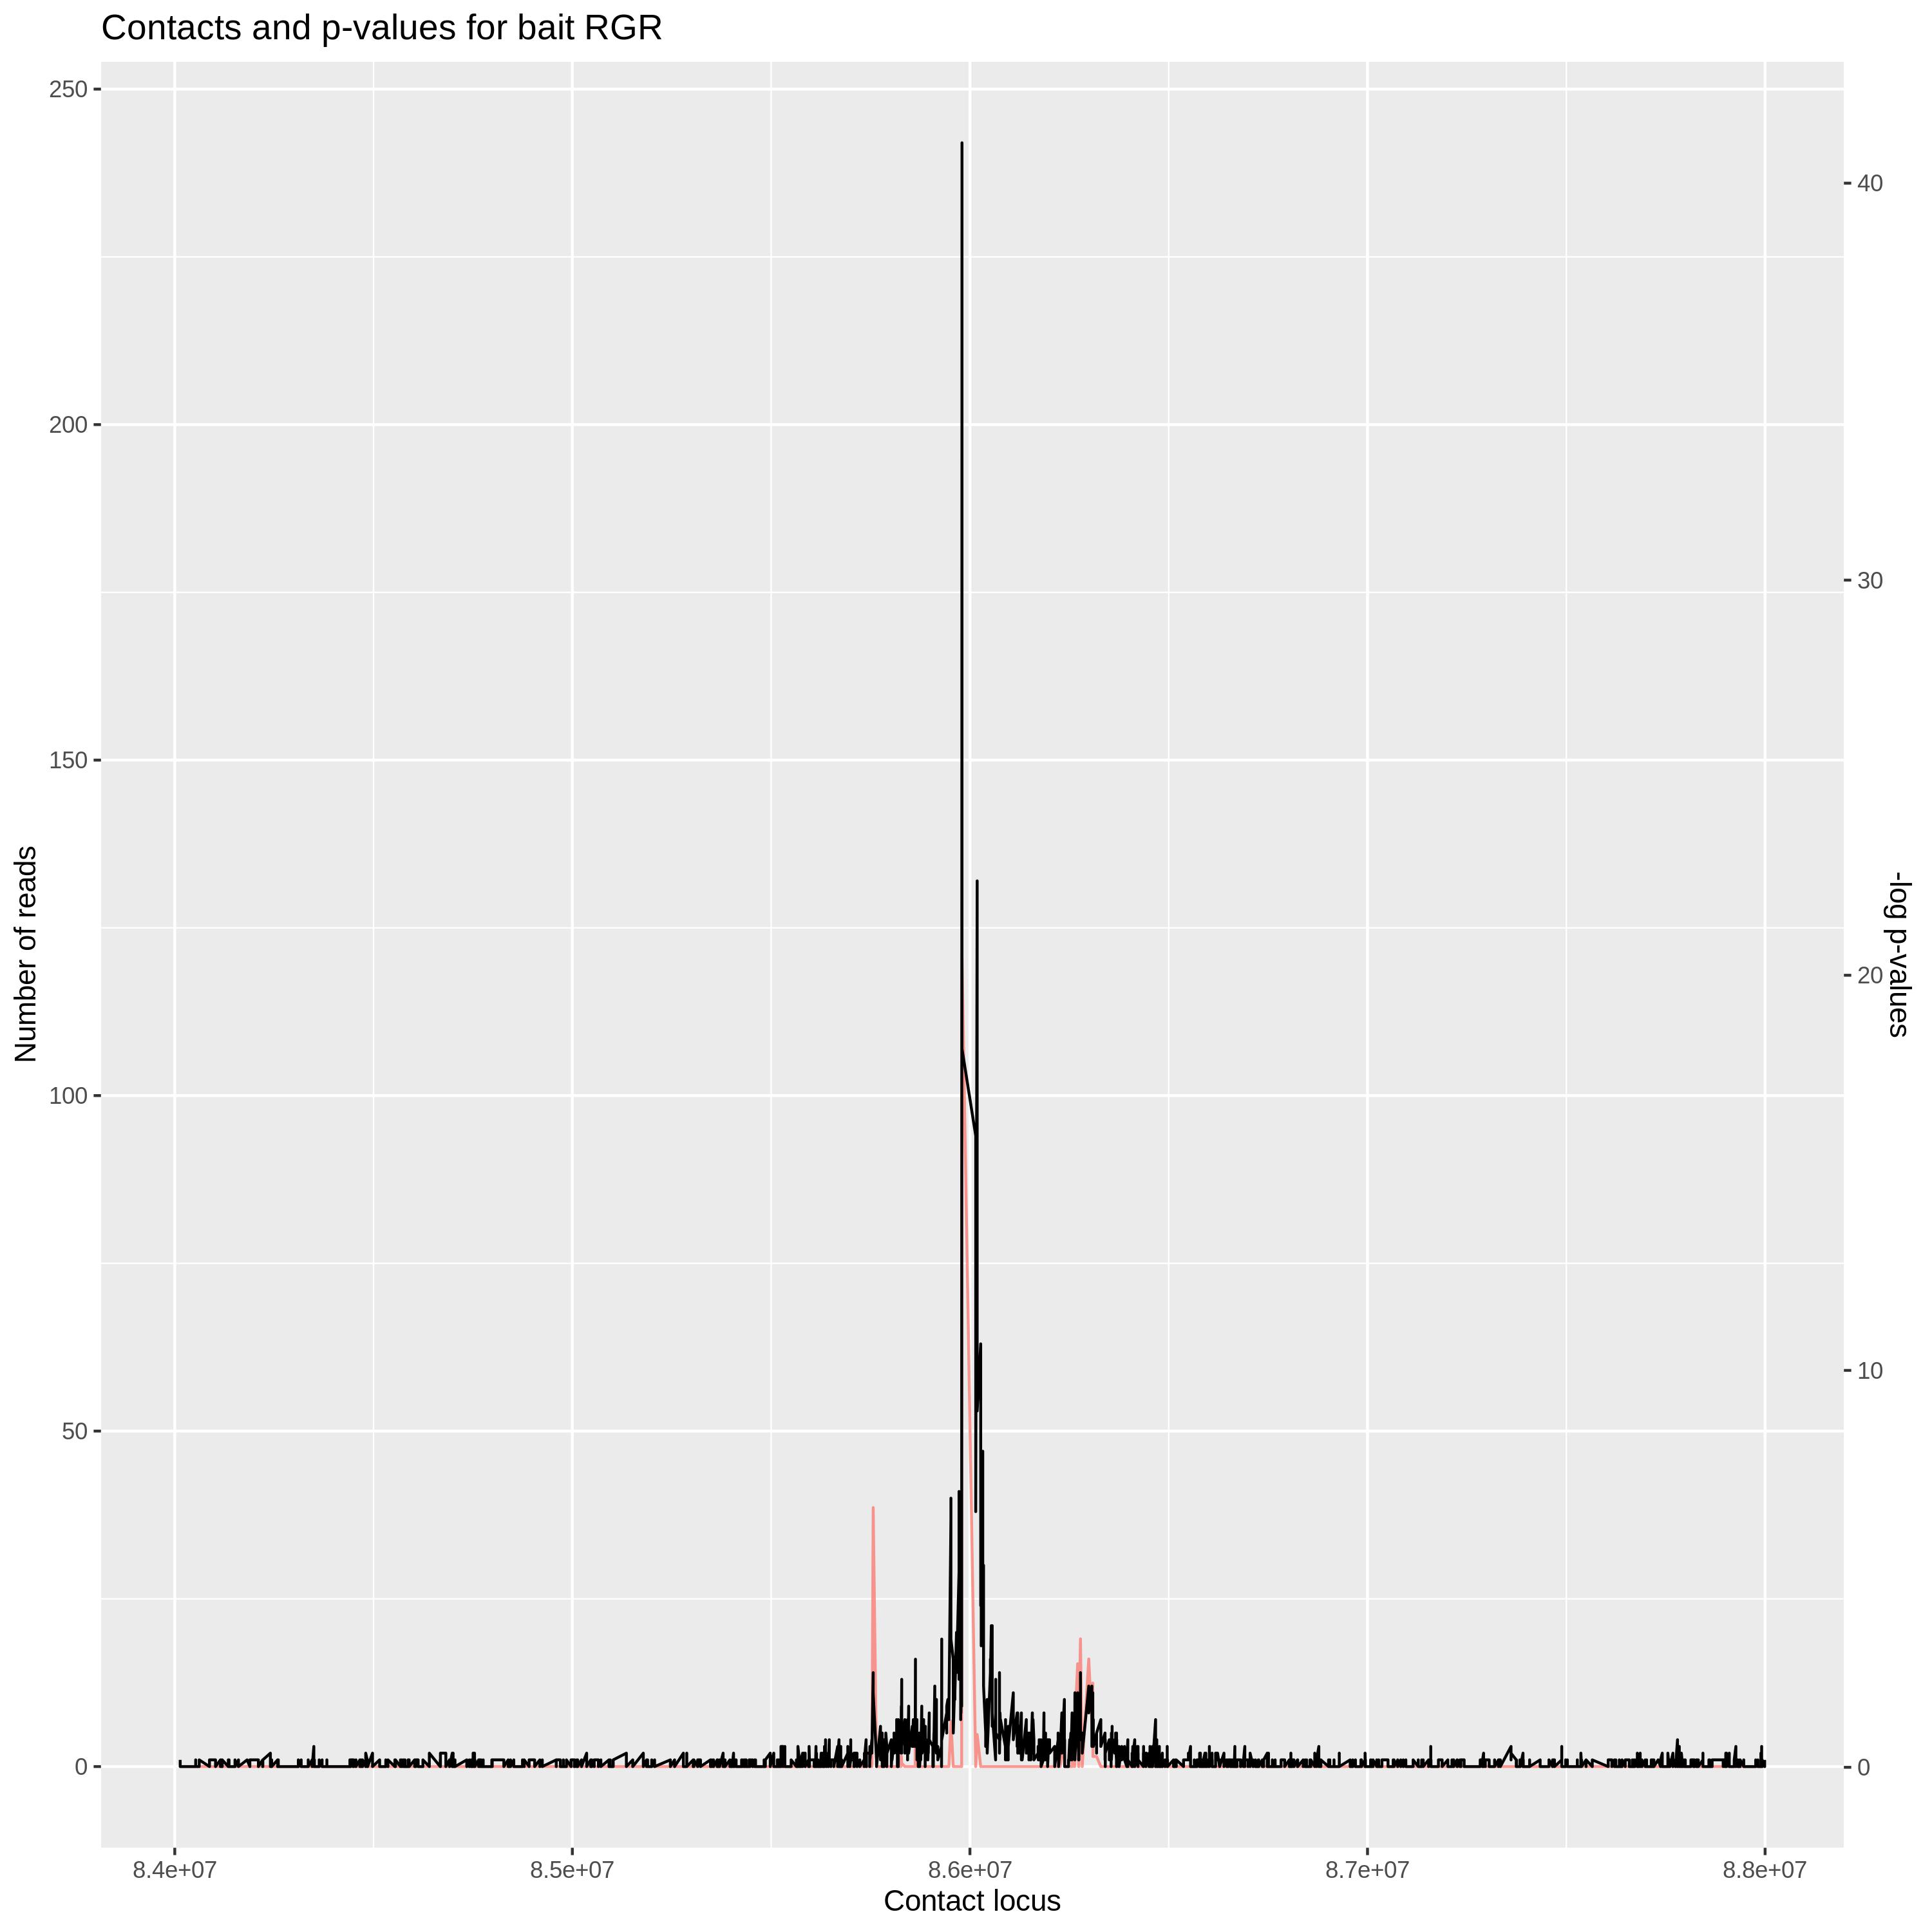 Contacts and p-values for bait RGR
250
200
150
100
50
0
Number of reads
40
30
20
10
0
-log p-values
8.4e+07 8.5e+07 8.6e+07 8.7e+07 8.8e+07
Contact locus